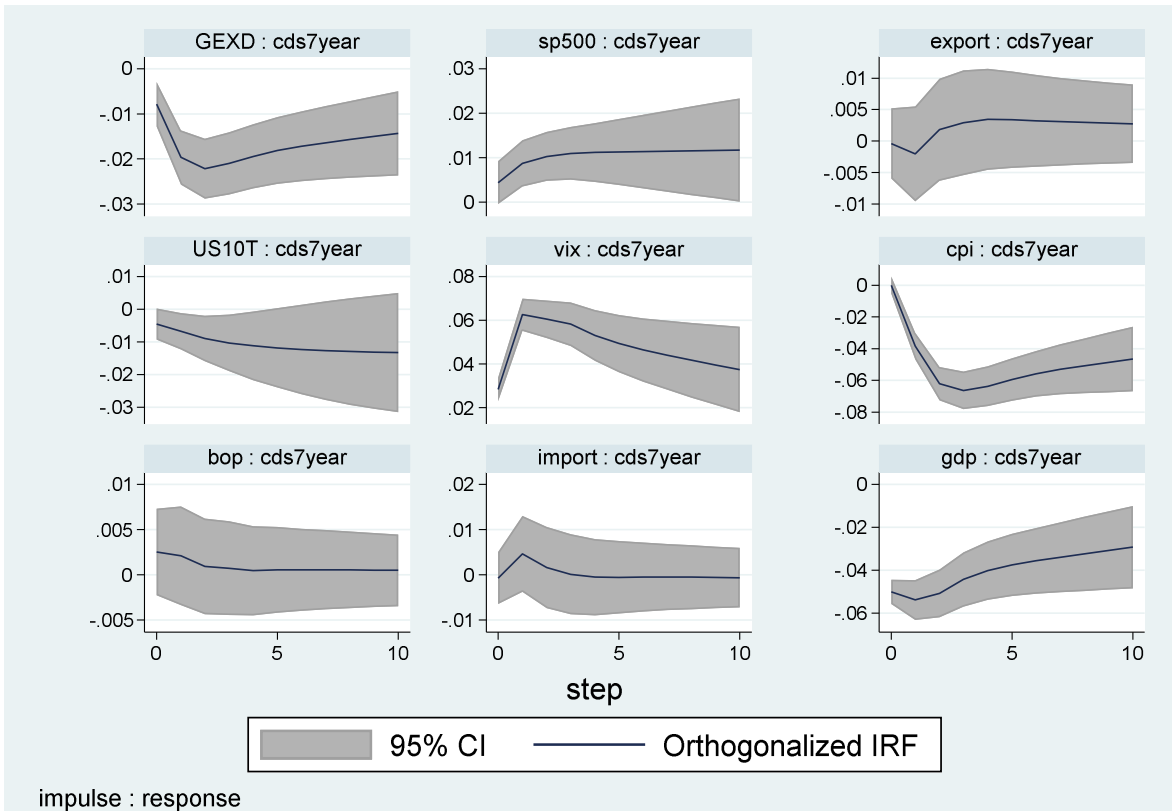 GEXD : cds7year
sp500 : cds7year
export : cds7year
0
-.01
-.02
-.03
.03
.02
.01
0
.01
.005
0
-.005
-.01
US10T : cds7year
vix : cds7year
cpi : cds7year
.01
0
-.01
-.02
-.03
.08
.06
.04
.02
0
-.02
-.04
-.06
-.08
bop : cds7year
import : cds7year
gdp : cds7year
.01
.005
0
-.005
.02
.01
0
-.01
0
-.02
-.04
-.06
0 5 10
0 5 10
0 5 10
step
95% CI
Orthogonalized IRF
impulse : response